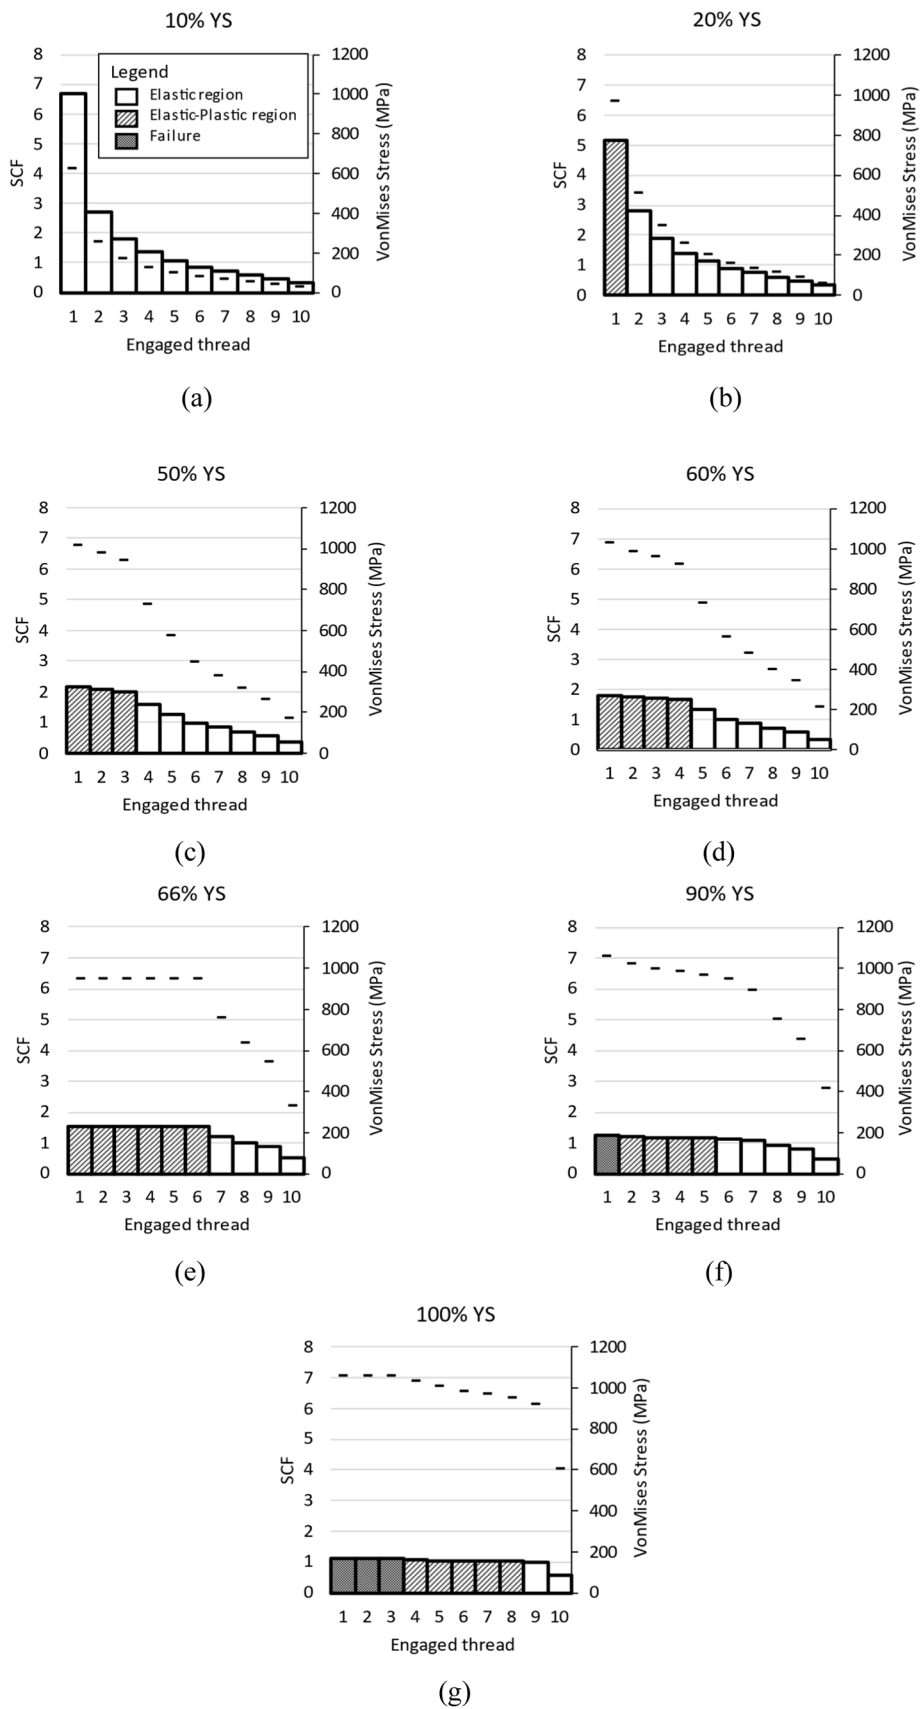 10% YS
8
7
6
5
4
3
2
1
0
SCF
1200
1000
800
600
400
200
0
VonMises Stress (MPa)
Legend
Elastic region
Elastic-Plastic region
Failure
1 2 3 4 5 6 7 8 9 10
Engaged thread
(a)
20% YS
8
7
6
5
4
3
2
1
0
SCF
1200
1000
800
600
400
200
0
VonMises Stress (MPa)
1 2 3 4 5 6 7 8 9 10
Engaged thread
(b)
50% YS
8
7
6
5
4
3
2
1
0
SCF
1200
1000
800
600
400
200
0
VonMises Stress (MPa)
1 2 3 4 5 6 7 8 9 10
Engaged thread
(c)
60% YS
8
7
6
5
4
3
2
1
0
SCF
1200
1000
800
600
400
200
0
VonMises Stress (MPa)
1 2 3 4 5 6 7 8 9 10
Engaged thread
(d)
66% YS
8
7
6
5
4
3
2
1
0
SCF
1200
1000
800
600
400
200
0
VonMises Stress (MPa)
1 2 3 4 5 6 7 8 9 10
Engaged thread
(e)
90% YS
8
7
6
5
4
3
2
1
0
SCF
1200
1000
800
600
400
200
0
VonMises Stress (MPa)
1 2 3 4 5 6 7 8 9 10
Engaged thread
(f)
100% YS
8
7
6
5
4
3
2
1
0
SCF
1200
1000
800
600
400
200
0
VonMises Stress (MPa)
1 2 3 4 5 6 7 8 9 10
Engaged thread
(g)